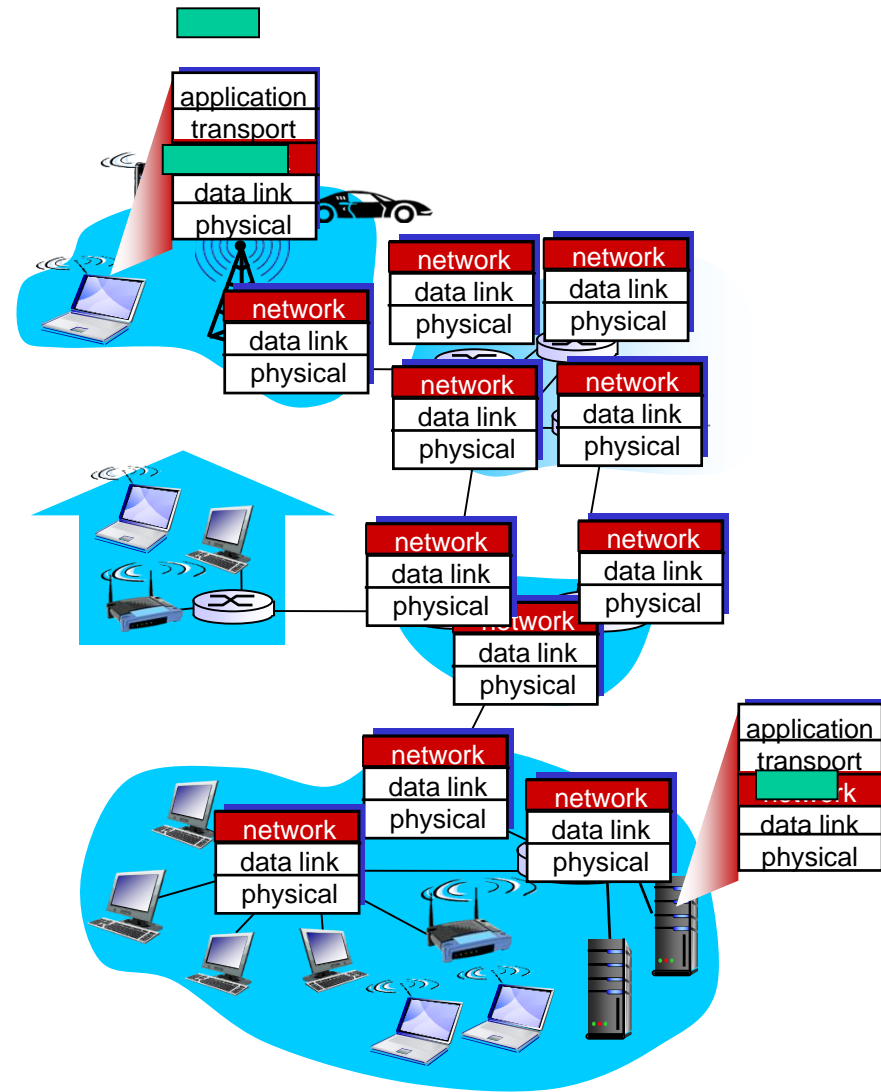 application
transport
data link
physical
network
data link
physical
network
data link
physical
network
data link
physical
network
data link
physical
network
data link
physical
network
data link
physical
network
data link
physical
network
data link
physical
network
data link
physical
network
data link
physical
network
data link
physical
application
transport
network
data link
physical